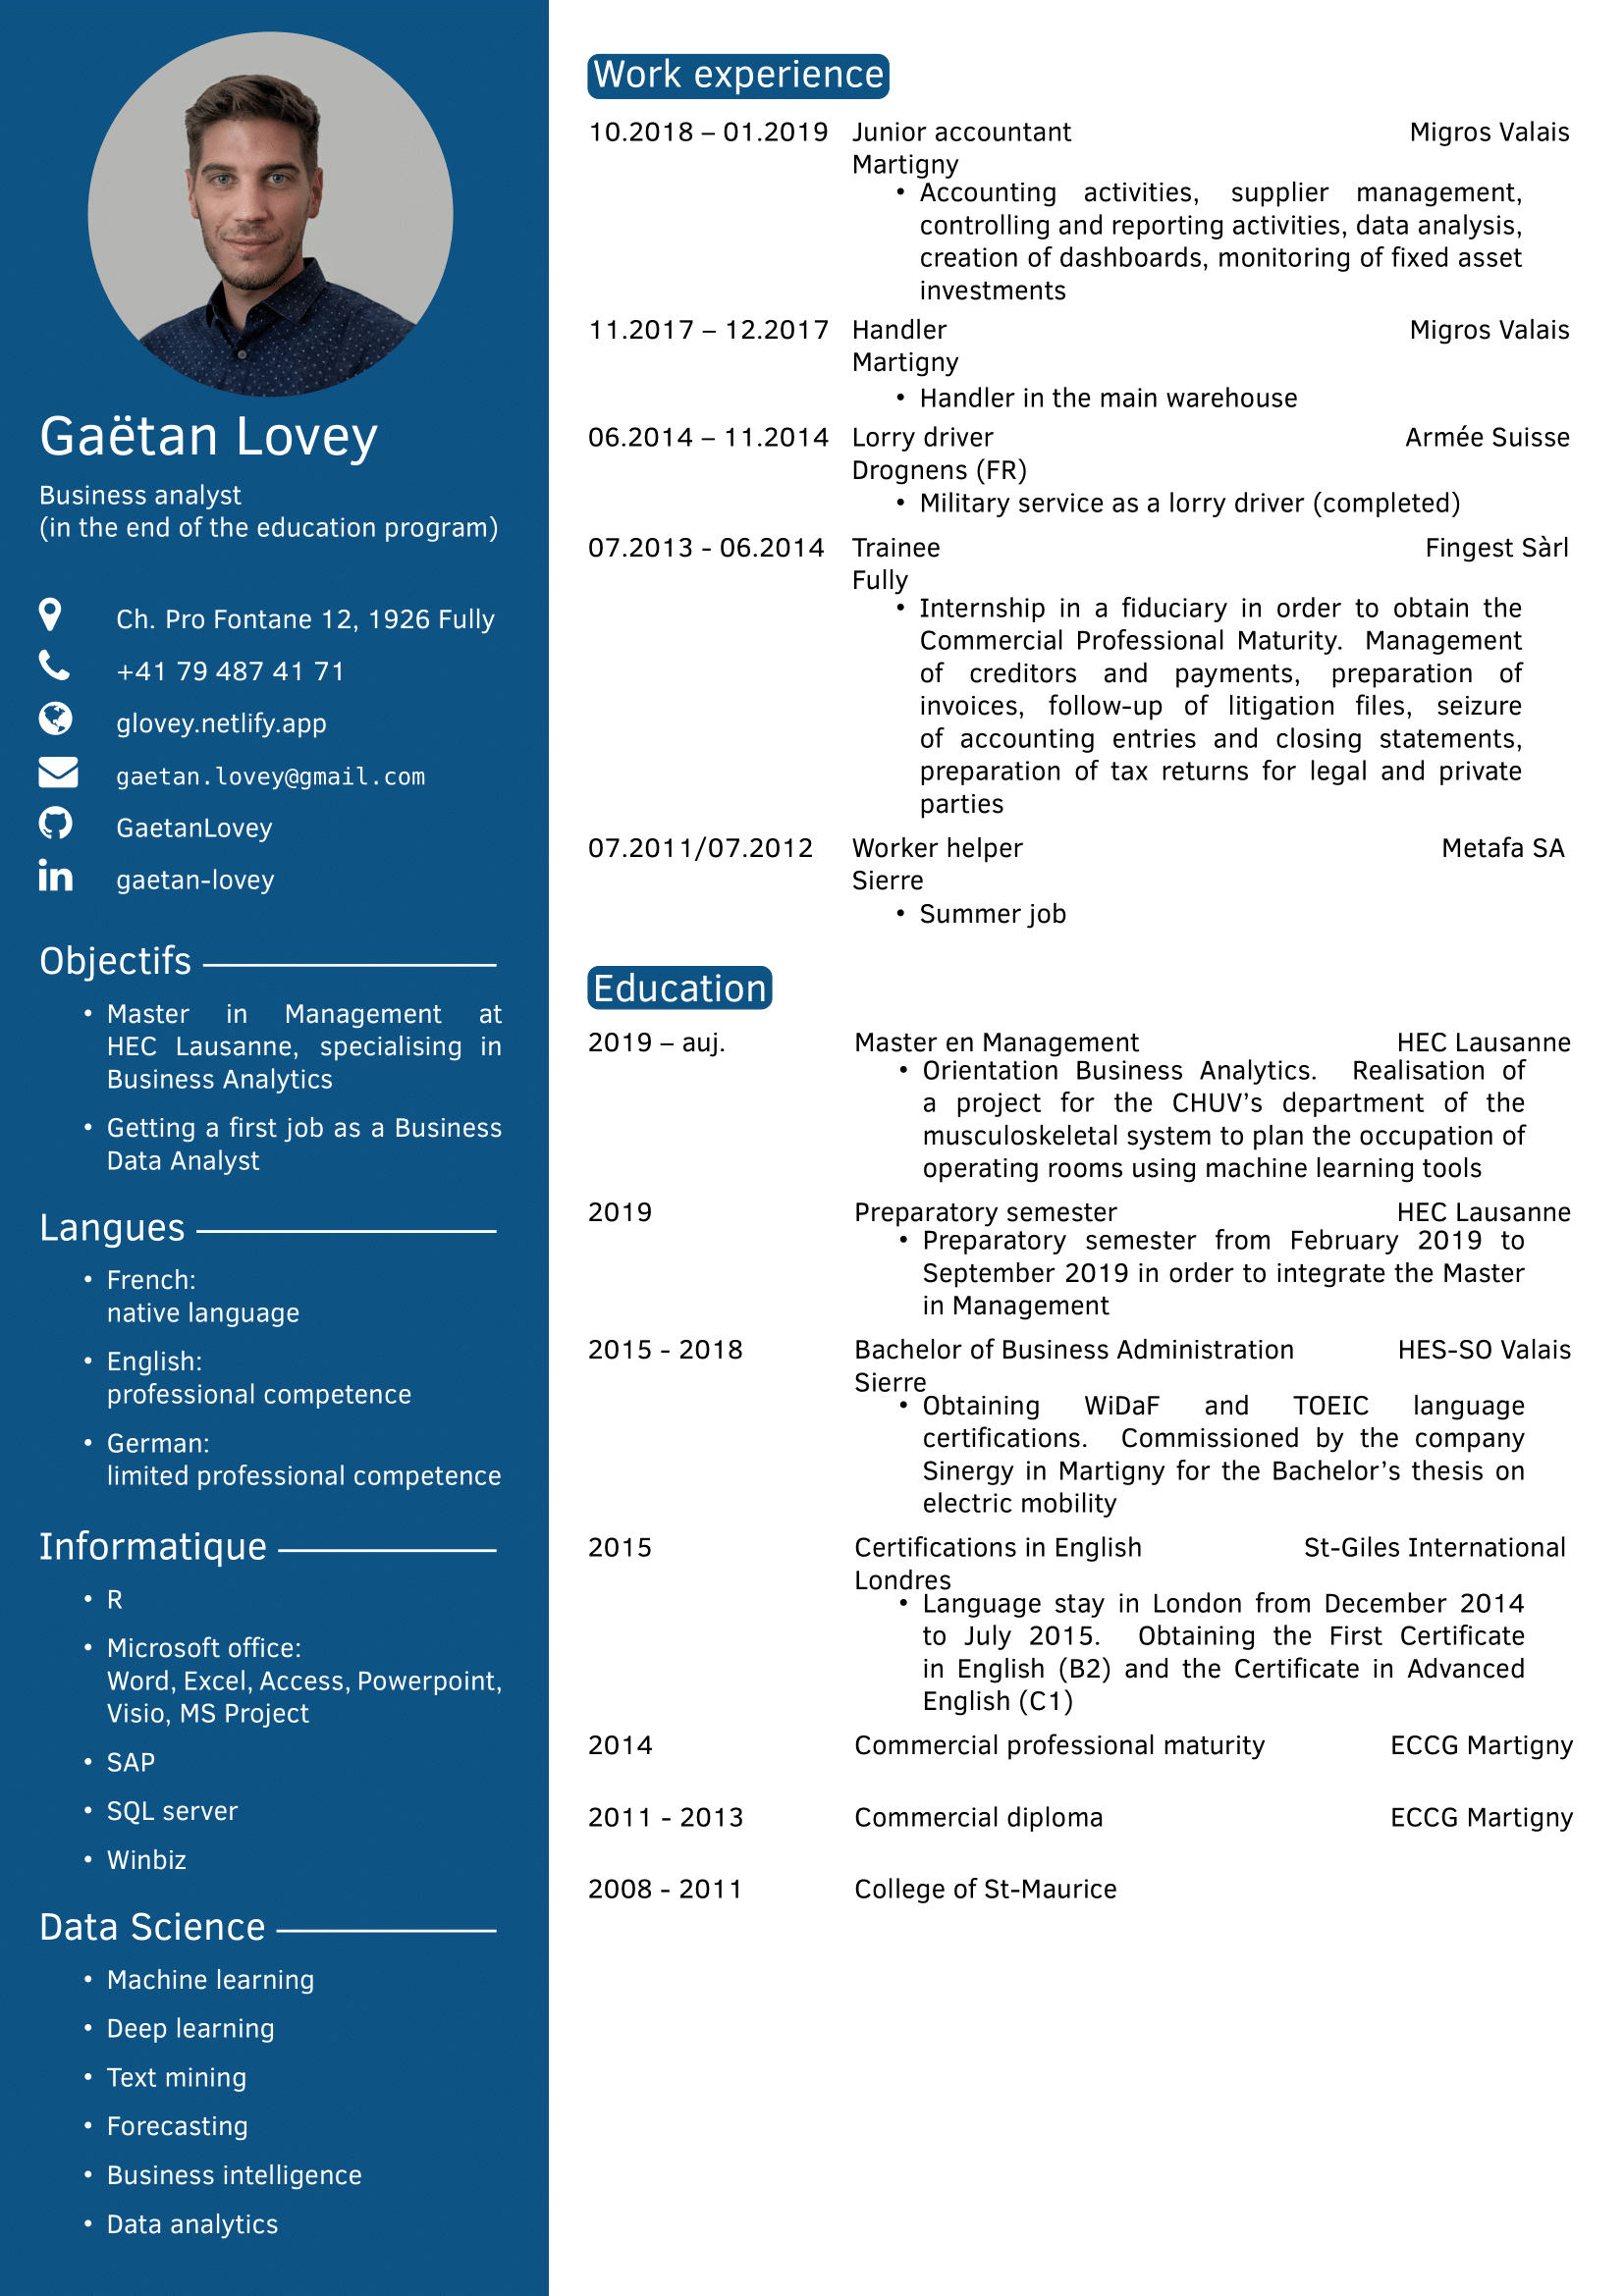 Gaëtan Lovey
Business analyst
(in the end of the education program)
Ch. Pro Fontane 12, 1926 Fully
+41 79 487 41 71
glovey.netlify.app
gaetan.lovey@gmail.com
GaetanLovey
in gaetan-lovey
Objectifs
• Master in Management at
HEC Lausanne, specialising in
Business Analytics
• Getting a first job as a Business
Data Analyst
Langues
• French:
native language
• English:
professional competence
• German:
limited professional competence
Informatique
• R
• Microsoft office:
Word, Excel, Access, Powerpoint,
Visio, MS Project
• SAP
• SQL server
• Winbiz
Data Science
• Machine learning
• Deep learning
• Text mining
• Forecasting
• Business intelligence
• Data analytics
Work experience
10.2018 – 01.2019 Junior accountant Migros Valais
Martigny
• Accounting activities, supplier management,
controlling and reporting activities, data analysis,
creation of dashboards, monitoring of fixed asset
investments
11.2017 – 12.2017 Handler Migros Valais
Martigny
• Handler in the main warehouse
06.2014 – 11.2014 Lorry driver Armée Suisse
Drognens (FR)
• Military service as a lorry driver (completed)
07.2013 - 06.2014 Trainee Fingest Sàrl
Fully
• Internship in a fiduciary in order to obtain the
Commercial Professional Maturity. Management
of creditors and payments, preparation of
invoices, follow-up of litigation files, seizure
of accounting entries and closing statements,
preparation of tax returns for legal and private
parties
07.2011/07.2012 Worker helper Metafa SA
Sierre
• Summer job
Education
2019 – auj. Master en Management HEC Lausanne
• Orientation Business Analytics. Realisation of
a project for the CHUV's department of the
musculoskeletal system to plan the occupation of
operating rooms using machine learning tools
2019 Preparatory semester HEC Lausanne
• Preparatory semester from February 2019 to
September 2019 in order to integrate the Master
in Management
2015 - 2018 Bachelor of Business Administration HES-SO Valais
Sierre
• Obtaining WiDaF and TOEIC language
certifications. Commissioned by the company
Sinergy in Martigny for the Bachelor's thesis on
electric mobility
2015 Certifications in English St-Giles International
Londres
• Language stay in London from December 2014
to July 2015. Obtaining the First Certificate
in English (B2) and the Certificate in Advanced
English (C1)
2014 Commercial professional maturity ECCG Martigny
2011 - 2013 Commercial diploma ECCG Martigny
2008 - 2011 College of St-Maurice